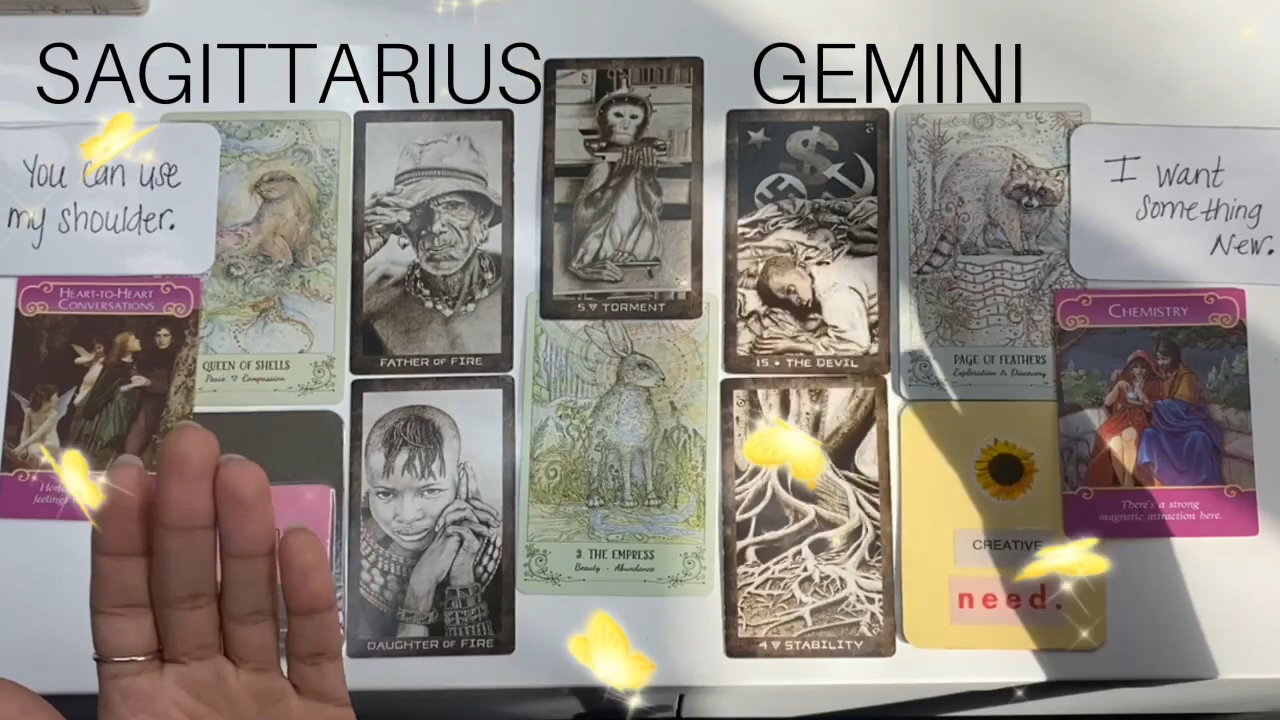 SAGITTARIUS
GEMINI
You can use
my shoulder.
HEART-TO-HEART
CONVERSATIONS
feelings
QUEEN OF SHELLS
Peace ▽ Compassion
FATHER OF FIRE
DAUGHTER OF FIRE
5 ▽ TORMENT
3. THE EMPRESS
Beauty • Abundance
15 • THE DEVIL
4 ▽ STABILITY
PAGE OF FEATHERS
Exploration △ Discovery
CREATIVE
need.
I want
Something
New.
CHEMISTRY
There's a strong
magnetic attraction here.